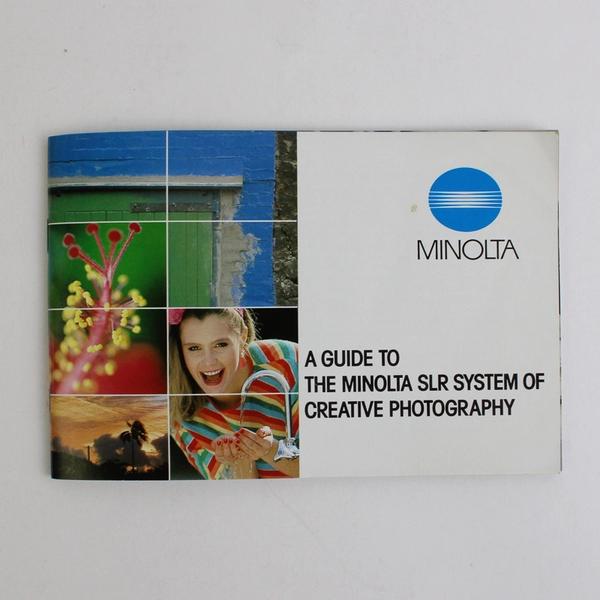 MINOLTA
A GUIDE TO
THE MINOLTA SLR SYSTEM OF
CREATIVE PHOTOGRAPHY